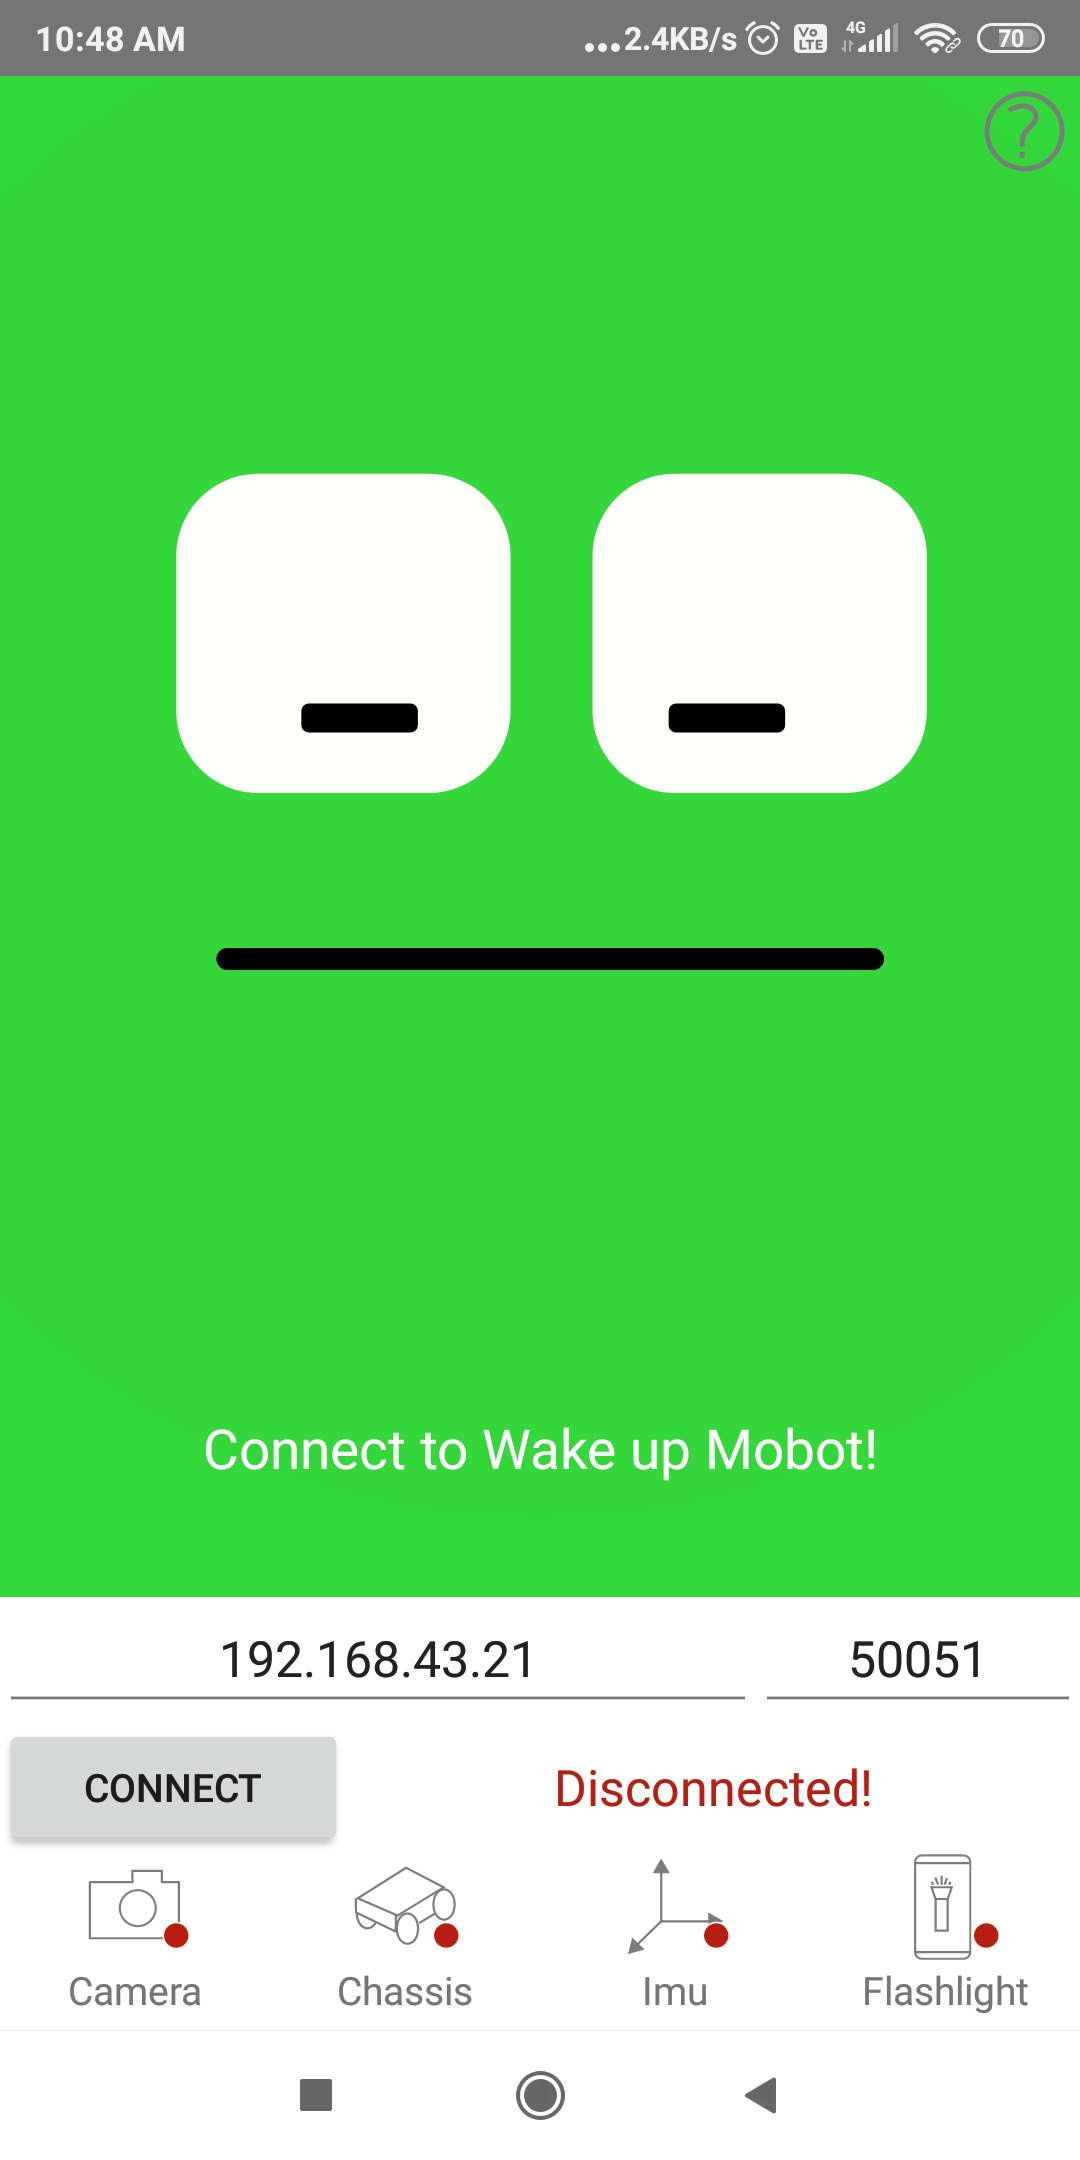 10:48 AM
...2.4KB/s
Vo LTE
4G
70
?
Connect to Wake up Mobot!
192.168.43.21
50051
CONNECT
Disconnected!
Camera
Chassis
Imu
Flashlight